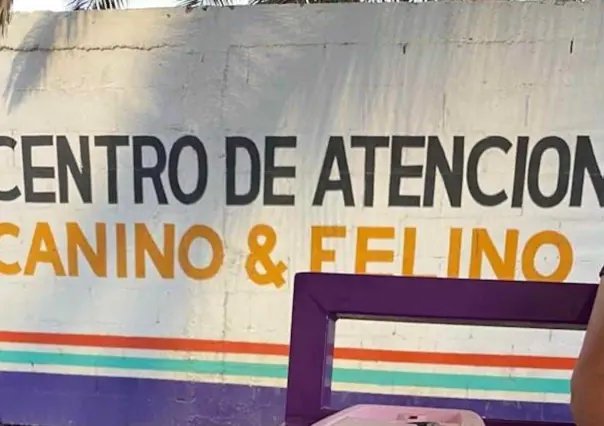 CENTRO DE ATENCION
CANINO & FELINO